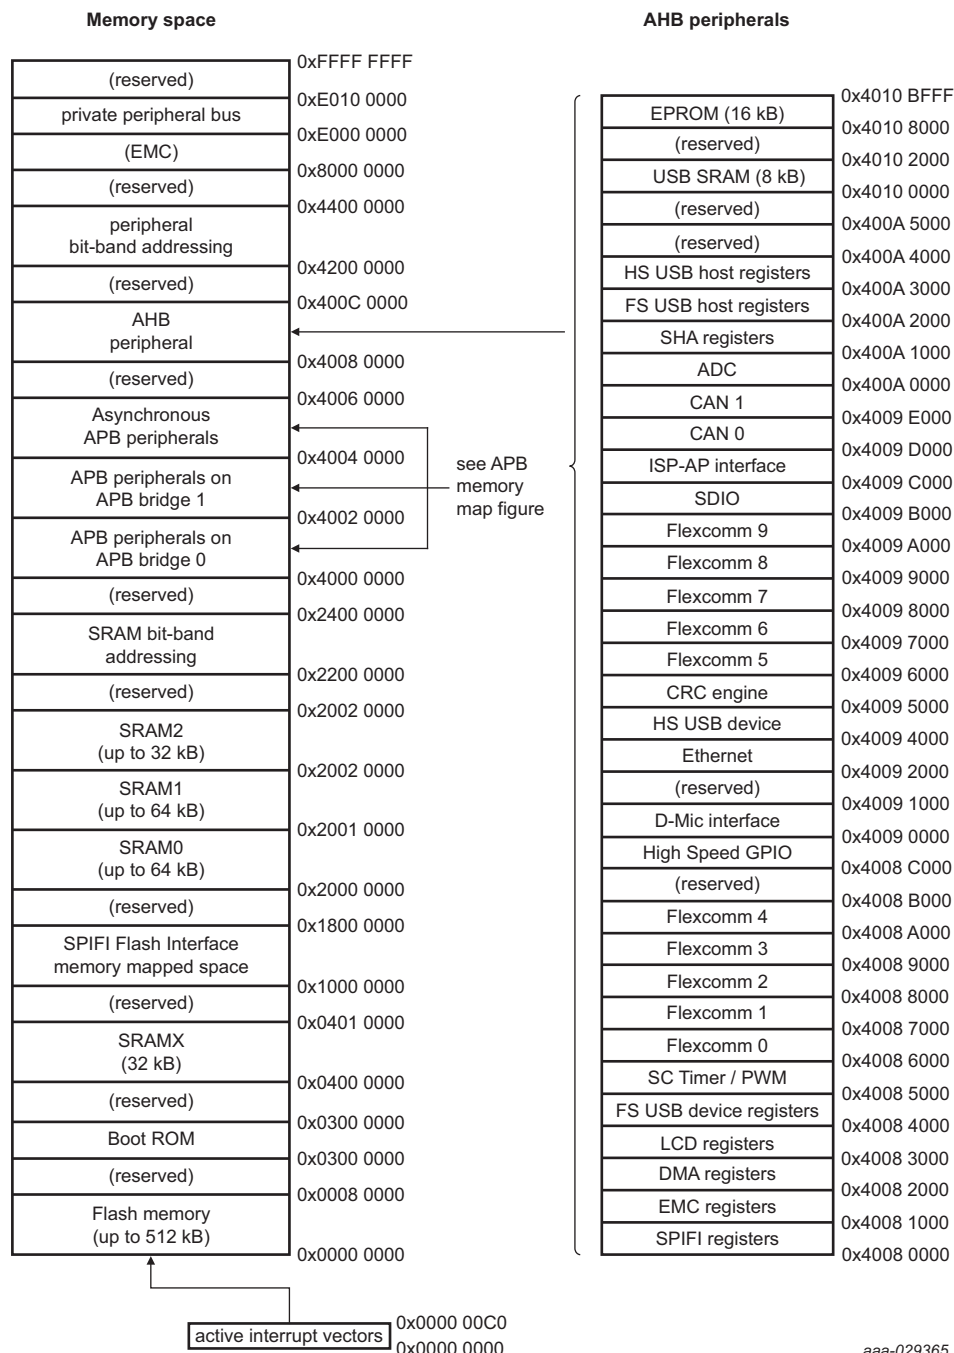 Memory space
0xFFFF FFFF
(reserved)
0xE010 0000
private peripheral bus
0xE000 0000
(EMC)
0x8000 0000
(reserved)
0x4400 0000
peripheral
bit-band addressing
0x4200 0000
(reserved)
0x400C 0000
AHB
peripheral
0x4008 0000
(reserved)
0x4006 0000
Asynchronous
APB peripherals
0x4004 0000
APB peripherals on
APB bridge 1
0x4002 0000
APB peripherals on
APB bridge 0
0x4000 0000
(reserved)
0x2400 0000
SRAM bit-band
addressing
0x2200 0000
(reserved)
0x2002 0000
SRAM2
(up to 32 kB)
0x2002 0000
SRAM1
(up to 64 kB)
0x2001 0000
SRAM0
(up to 64 kB)
0x2000 0000
(reserved)
0x1800 0000
SPIFI Flash Interface
memory mapped space
0x1000 0000
(reserved)
0x0401 0000
SRAMX
(32 kB)
0x0400 0000
(reserved)
0x0300 0000
Boot ROM
0x0300 0000
(reserved)
0x0008 0000
Flash memory
(up to 512 kB)
0x0000 0000
active interrupt vectors
0x0000 00C0
0x0000 0000
see APB
memory
map figure
AHB peripherals
0x4010 BFFF
EPROM (16 kB)
0x4010 8000
(reserved)
0x4010 2000
USB SRAM (8 kB)
0x4010 0000
(reserved)
0x400A 5000
(reserved)
0x400A 4000
HS USB host registers
0x400A 3000
FS USB host registers
0x400A 2000
SHA registers
0x400A 1000
ADC
0x400A 0000
CAN 1
0x4009 E000
CAN 0
0x4009 D000
ISP-AP interface
0x4009 C000
SDIO
0x4009 B000
Flexcomm 9
0x4009 A000
Flexcomm 8
0x4009 9000
Flexcomm 7
0x4009 8000
Flexcomm 6
0x4009 7000
Flexcomm 5
0x4009 6000
CRC engine
0x4009 5000
HS USB device
0x4009 4000
Ethernet
0x4009 2000
(reserved)
0x4009 1000
D-Mic interface
0x4009 0000
High Speed GPIO
0x4008 C000
(reserved)
0x4008 B000
Flexcomm 4
0x4008 A000
Flexcomm 3
0x4008 9000
Flexcomm 2
0x4008 8000
Flexcomm 1
0x4008 7000
Flexcomm 0
0x4008 6000
SC Timer / PWM
0x4008 5000
FS USB device registers
0x4008 4000
LCD registers
0x4008 3000
DMA registers
0x4008 2000
EMC registers
0x4008 1000
SPIFI registers
0x4008 0000
aaa-029365